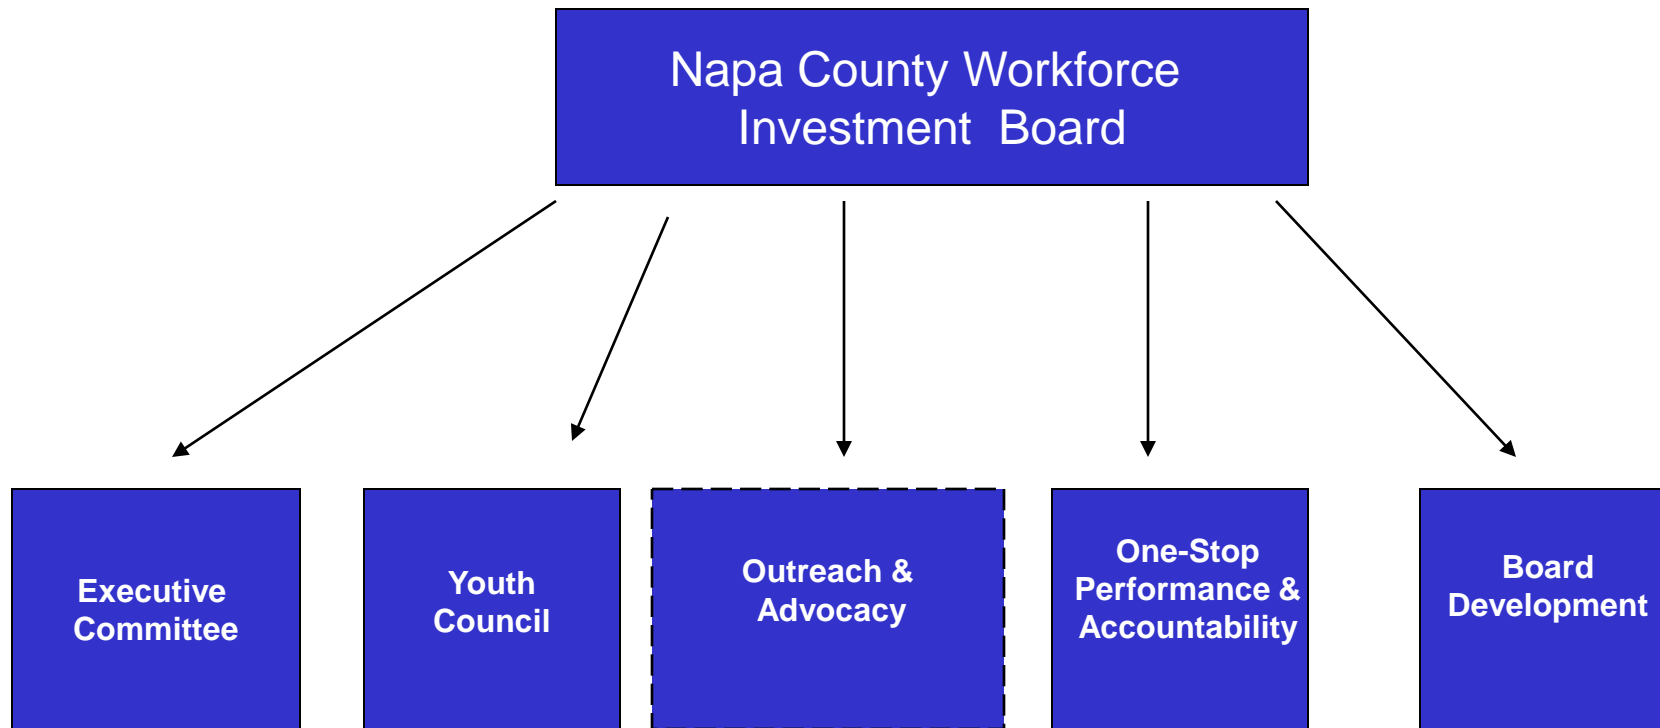 Napa County Workforce
Investment  Board
Executive
Committee
Youth
Council
Outreach &
Advocacy
One-Stop
Performance &
Accountability
Board
Development